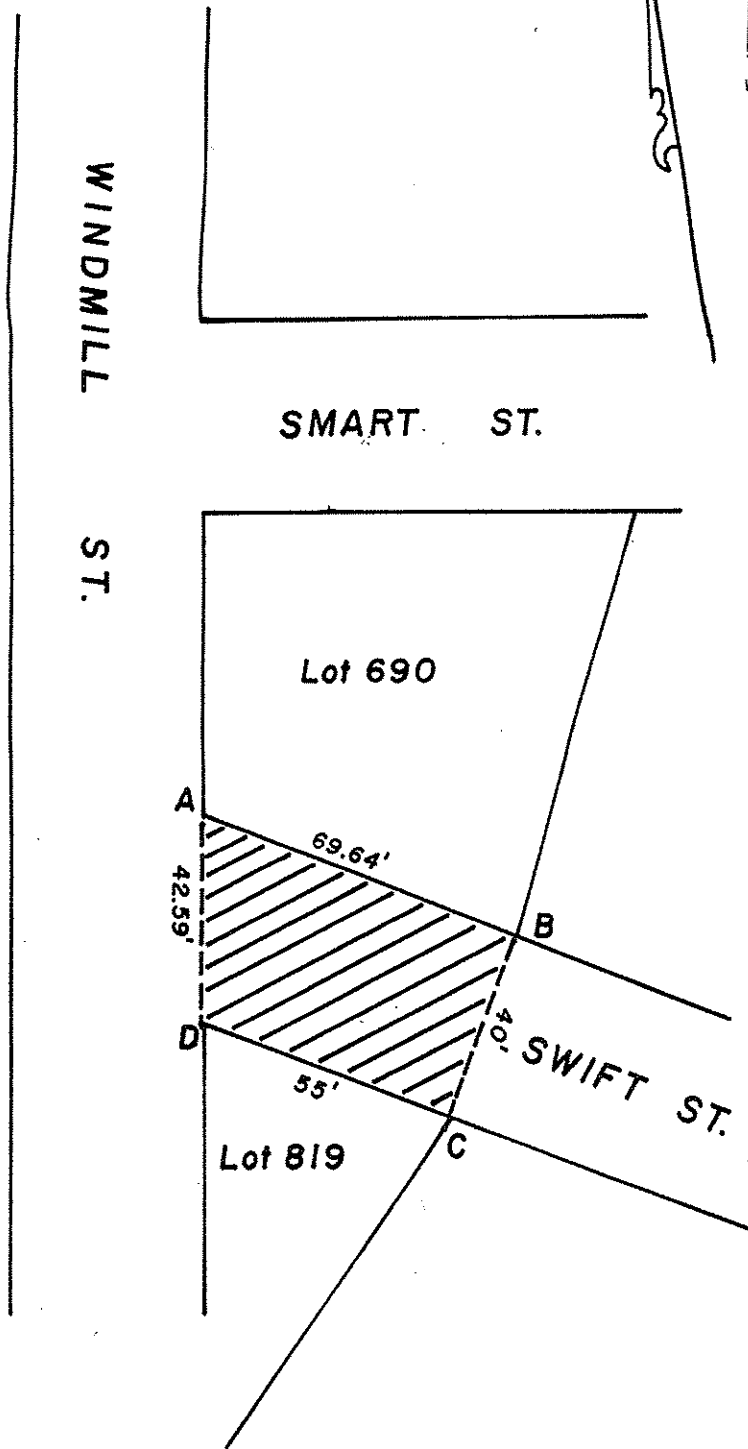 WINDMILL ST.
SMART ST.
Lot 690
A
69.64'
B
42.59'
40'
D
55'
C
SWIFT ST.
Lot 819